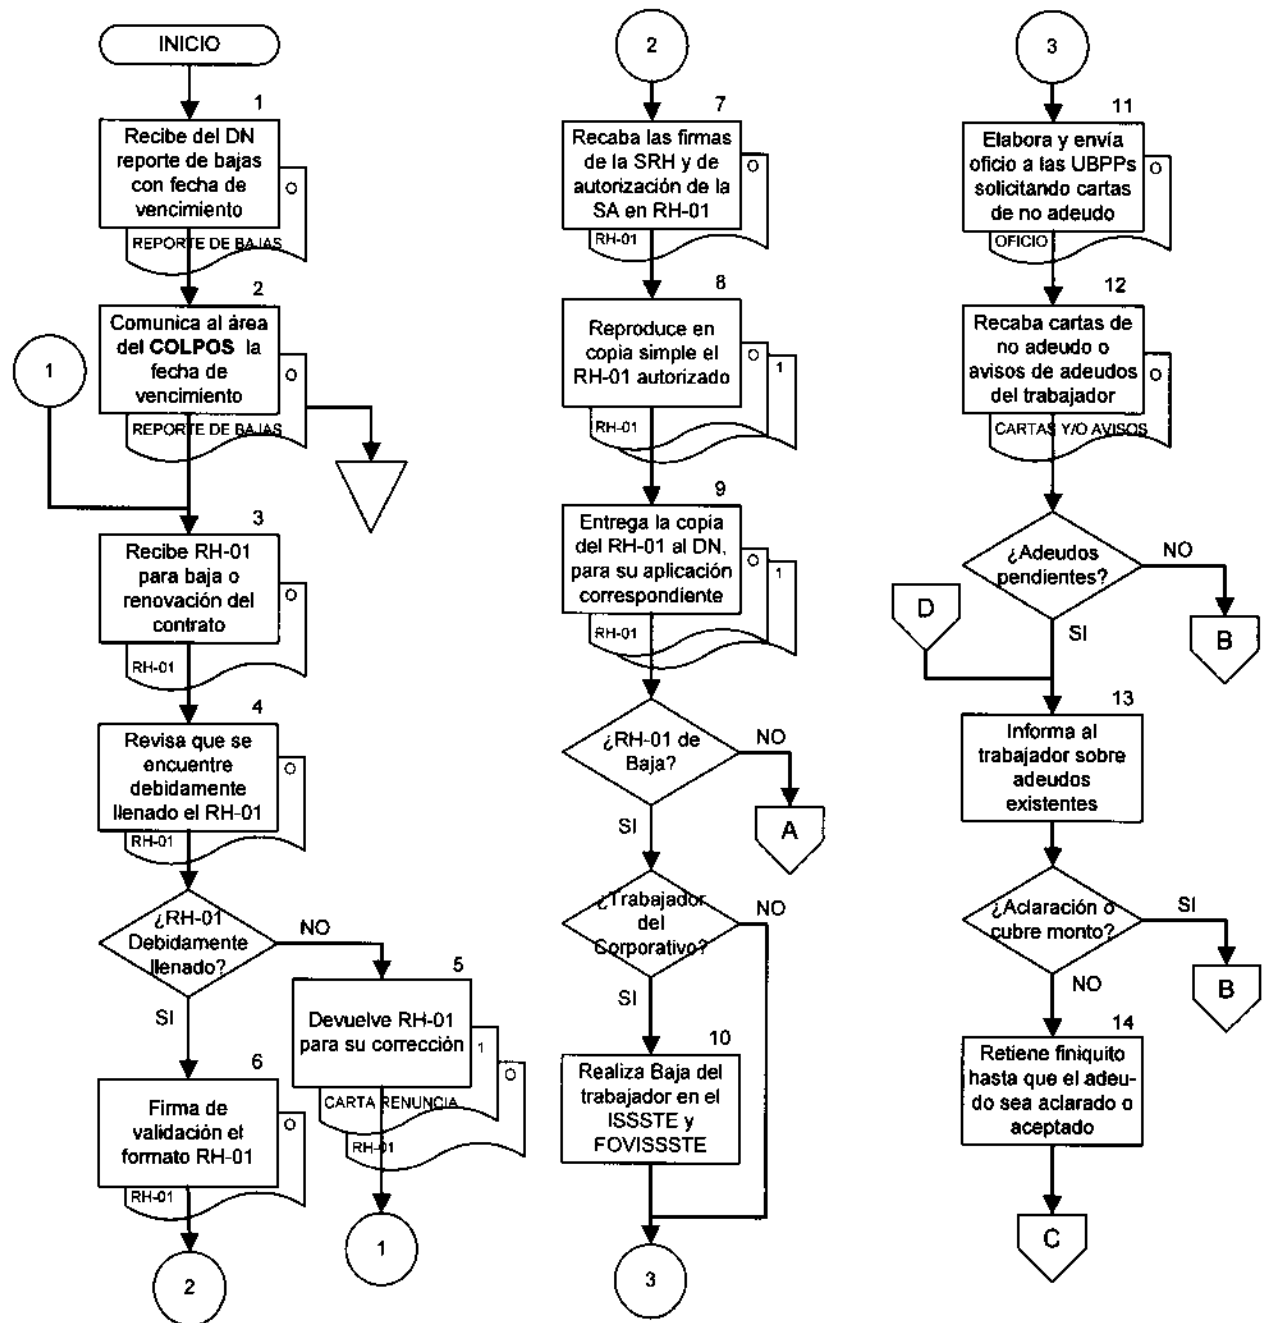 INICIO
1
Recibe del DN
reporte de bajas
con fecha de
vencimiento
O
REPORTE DE BAJAS
2
Comunica al área
del COLPOS la
fecha de
vencimiento
O
REPORTE DE BAJAS
1
3
Recibe RH-01
para baja o
renovación del
contrato
O
RH-01
4
Revisa que se
encuentre
debidamente
llenado el RH-01
O
RH-01
¿RH-01
Debidamente
llenado?
NO
SI
5
Devuelve RH-01
para su corrección
1
O
CARTA RENUNCIA
RH-01
1
6
Firma de
validación el
formato RH-01
O
RH-01
2
2
7
Recaba las firmas
de la SRH y de
autorización de la
SA en RH-01
O
RH-01
8
Reproduce en
copia simple el
RH-01 autorizado
O
1
RH-01
9
Entrega la copia
del RH-01 al DN,
para su aplicación
correspondiente
O
1
RH-01
¿RH-01 de
Baja?
NO
A
SI
¿Trabajador
del
Corporativo?
NO
SI
10
Realiza Baja del
trabajador en el
ISSSTE y
FOVISSSTE
3
3
11
Elabora y envía
oficio a las UBPPs
solicitando cartas
de no adeudo
O
OFICIO
12
Recaba cartas de
no adeudo o
avisos de adeudos
del trabajador
O
CARTAS Y/O AVISOS
¿Adeudos
pendientes?
NO
B
D
SI
13
Informa al
trabajador sobre
adeudos
existentes
¿Aclaración o
cubre monto?
SI
B
NO
14
Retiene finiquito
hasta que el adeu-
do sea aclarado o
aceptado
C